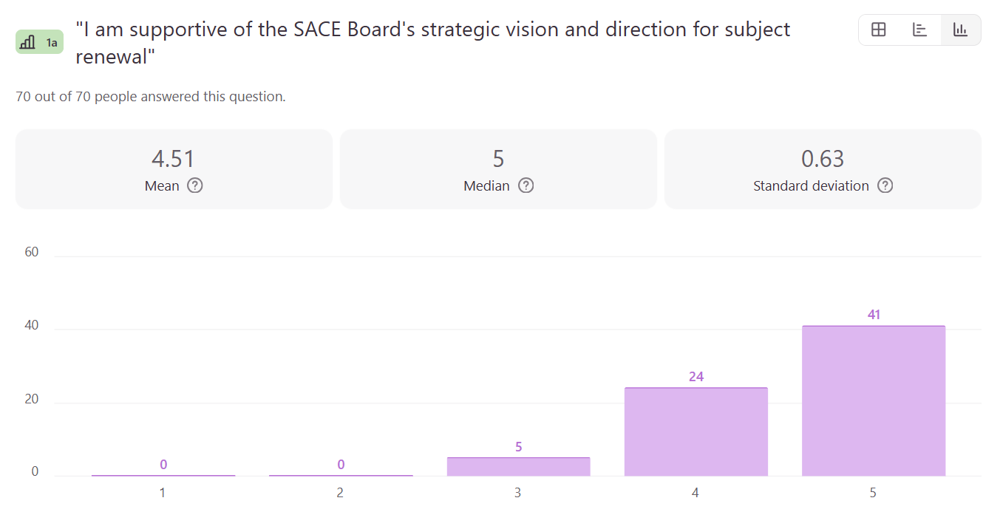 1a
"I am supportive of the SACE Board's strategic vision and direction for subject
renewal"
70 out of 70 people answered this question.
4.51
Mean ?
5
Median ?
0.63
Standard deviation ?
60
40
20
0
0
0
5
24
41
1
2
3
4
5